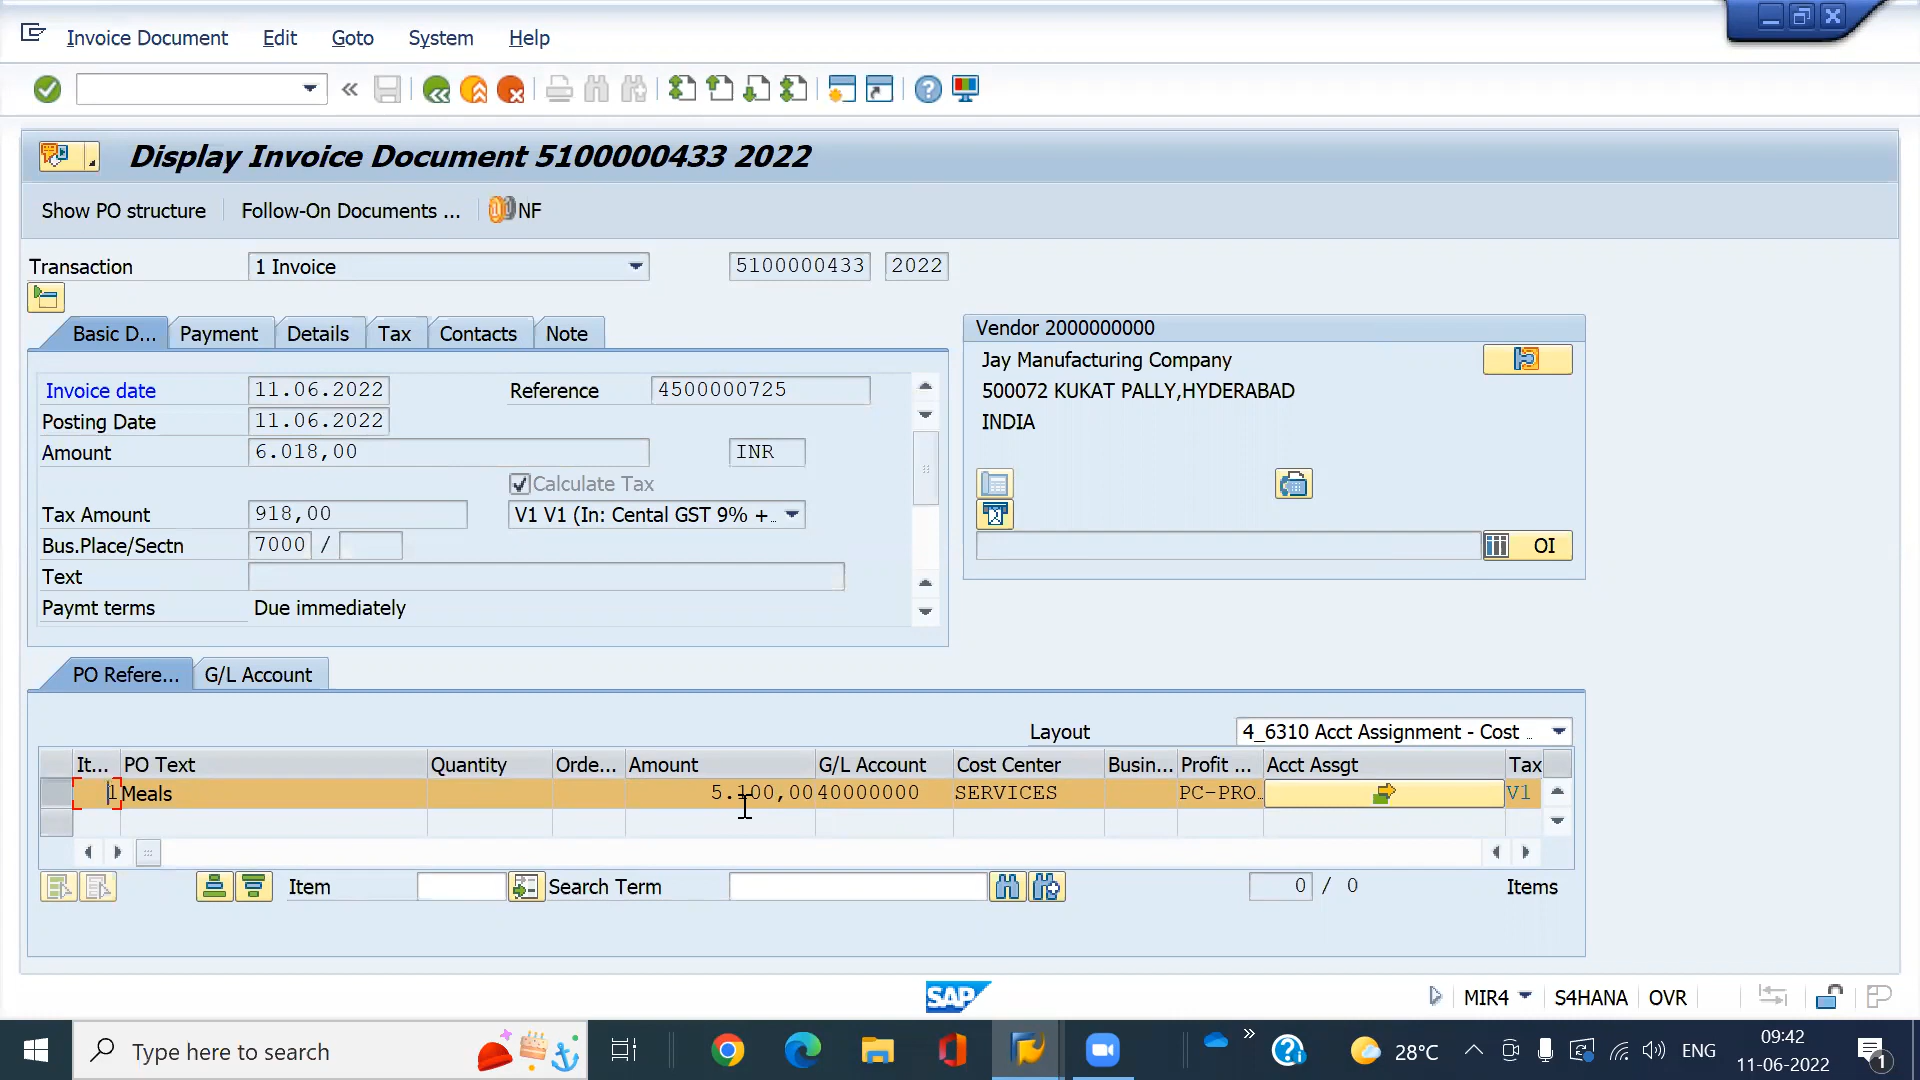 Invoice Document Edit Goto System Help
Display Invoice Document 5100000433 2022
Show PO structure Follow-On Documents ... NF
Transaction 1 Invoice 5100000433 2022
Basic D... Payment Details Tax Contacts Note
Invoice date 11.06.2022 Reference 4500000725
Posting Date 11.06.2022
Amount 6.018,00 INR
Calculate Tax
Tax Amount 918,00 V1 V1 (In: Cental GST 9% +..
Bus.Place/Sectn 7000 /
Text
Paymt terms Due immediately
Vendor 2000000000
Jay Manufacturing Company
500072 KUKAT PALLY,HYDERABAD
INDIA
OI
PO Refere... G/L Account
Layout 4_6310 Acct Assignment - Cost ..
It... PO Text Quantity Orde... Amount G/L Account Cost Center Busin... Profit ... Acct Assgt Tax
1 Meals 5.100,00 40000000 SERVICES PC-PRO.. V1
Item Search Term 0 / 0 Items
SAP MIR4 S4HANA OVR
Type here to search 28°C ENG 09:42
11-06-2022 1